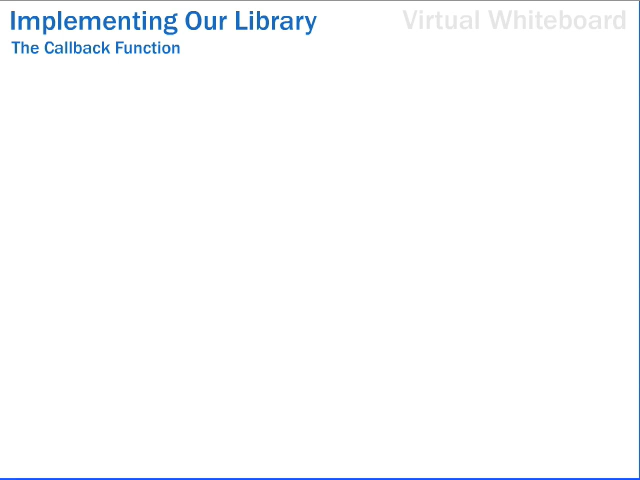 Implementing Our Library
Virtual Whiteboard
The Callback Function